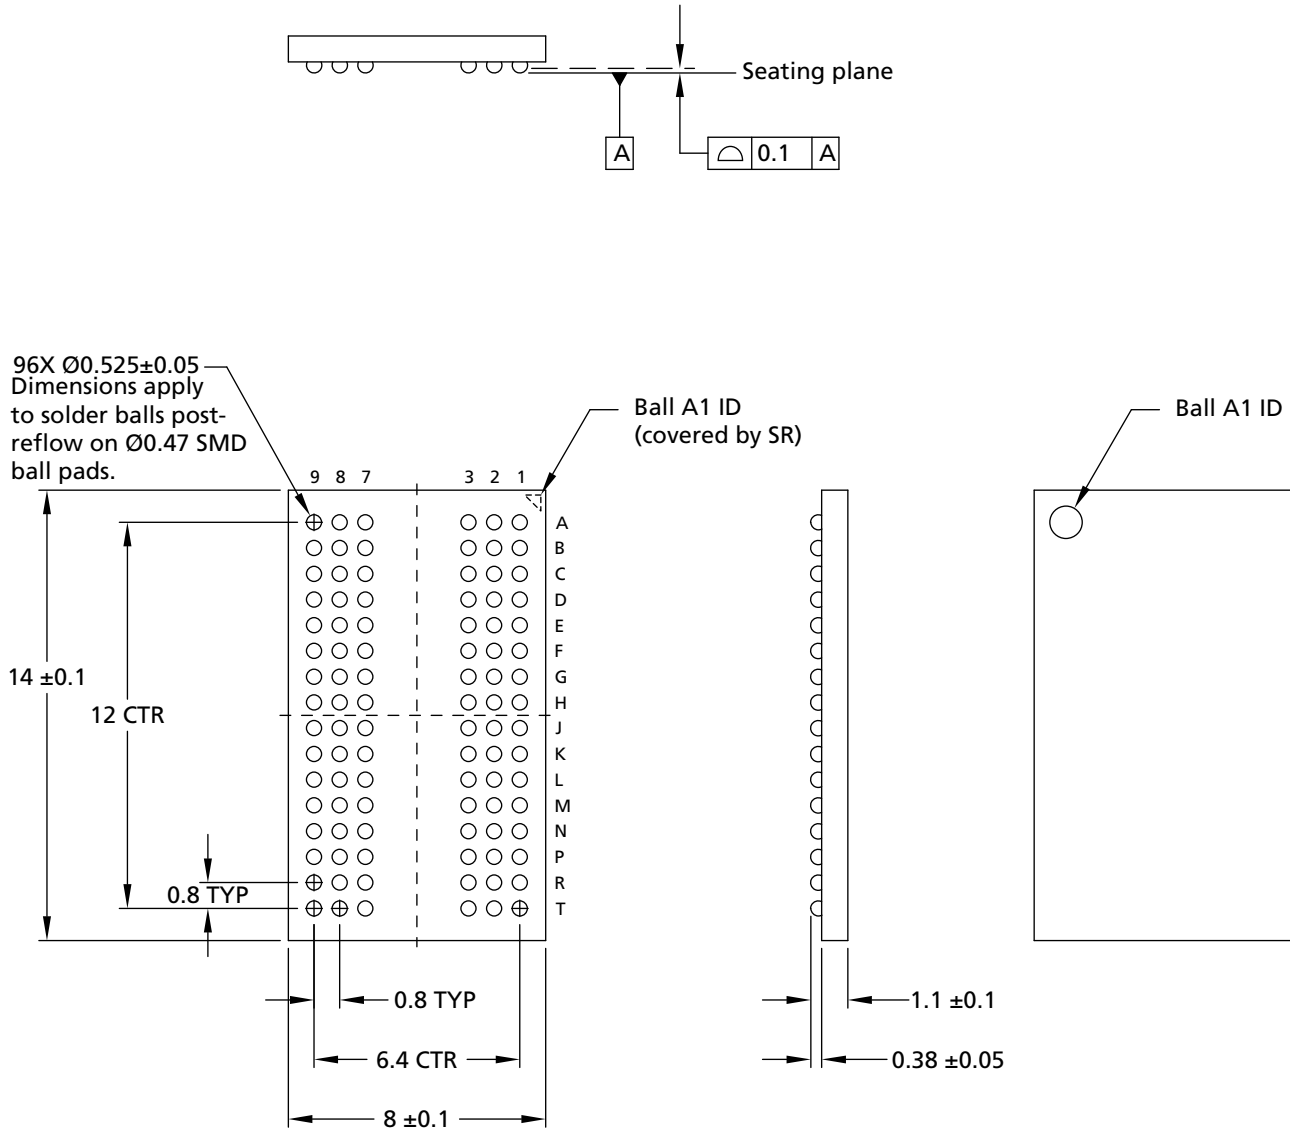 Seating plane
A
0.1 A
96X Ø0.525±0.05
Dimensions apply
to solder balls post-
reflow on Ø0.47 SMD
ball pads.
Ball A1 ID
(covered by SR)
Ball A1 ID
9 8 7 3 2 1
A
B
C
D
E
F
G
H
J
K
L
M
N
P
R
T
14 ±0.1
12 CTR
0.8 TYP
0.8 TYP
6.4 CTR
8 ±0.1
1.1 ±0.1
0.38 ±0.05